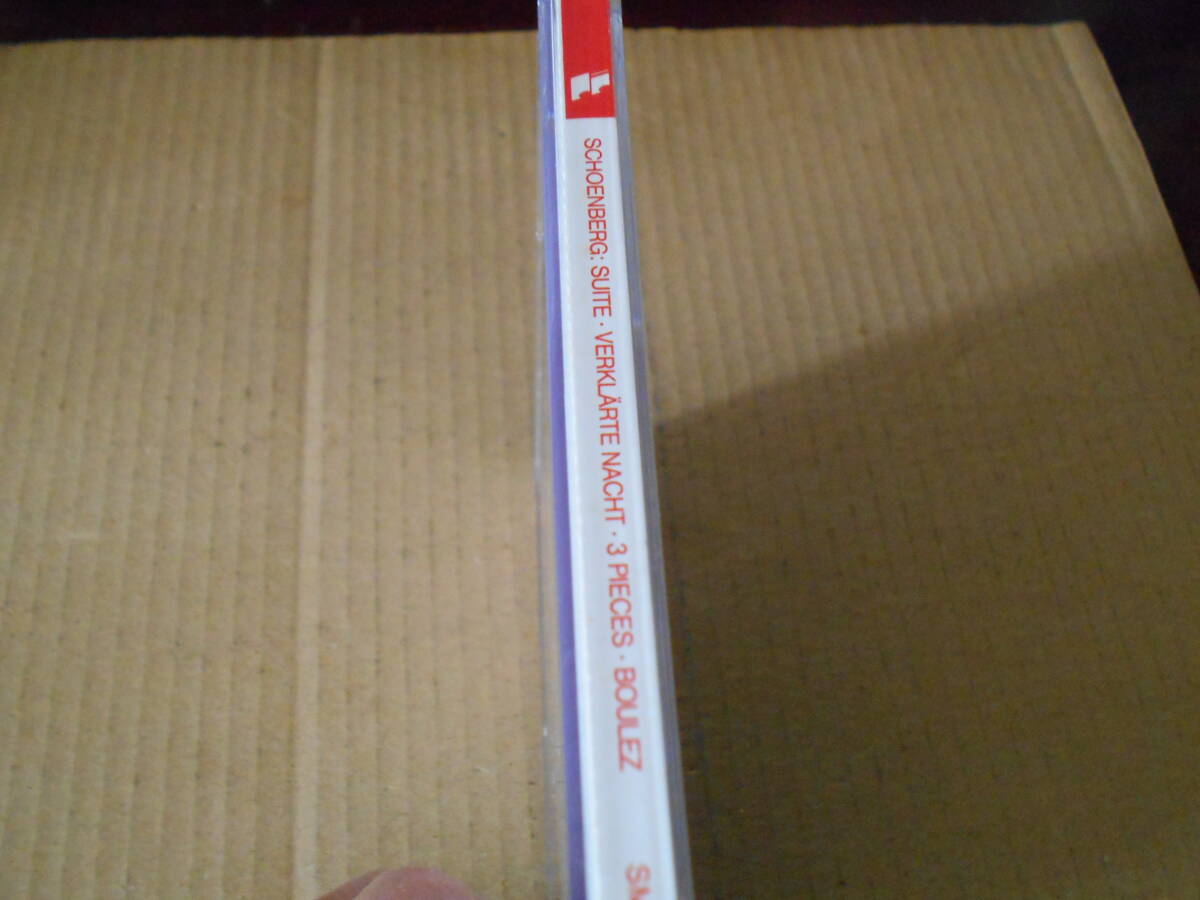 SCHOENBERG: SUITE · VERKLÄRTE NACHT · 3 PIECES · BOULEZ